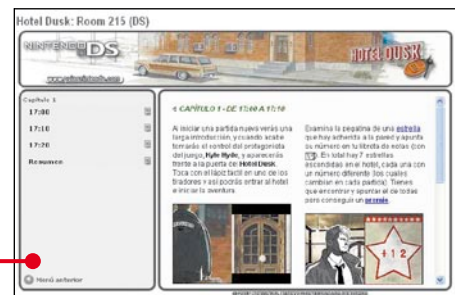 Hotel Dusk: Room 215 (DS)
NINTENDO DS
HOTEL DUSK
Capítulo 1
17:00
17:10
17:20
Resumen
Menú anterior
CAPÍTULO 1 - DE 17:00 A 17:10
Al iniciar una partida nueva verás una
larga introducción, y cuando acabe
tomarás el control del protagonista
del juego, Kyle Hyde, y aparecerás
frente a la puerta de Hotel Dusk.
Toca con el lápiz táctil en uno de los
tiradores y así podrás entrar al hotel
e iniciar la aventura.
Examina la pegatina de una estrella
que hay adherida a la pared y apunta
su número en tu libreta de notas (con
). En total hay 7 estrellas
escondidas en el hotel, cada una con
un número diferente (los cuales
cambian en cada partida). Tienes
que encontrar y apuntar el de todas
para conseguir un premio.
+12